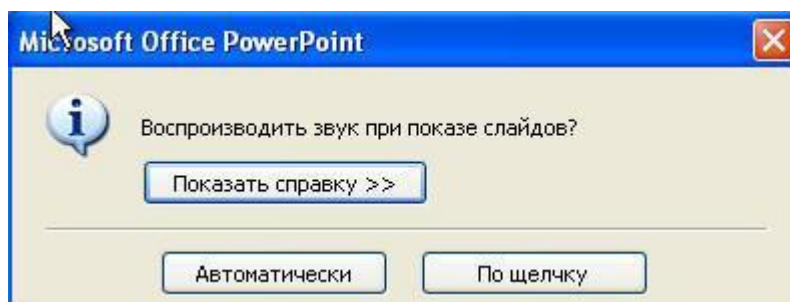 Microsoft Office PowerPoint
Воспроизводить звук при показе слайдов?
Показать справку >>
Автоматически
По щелчку